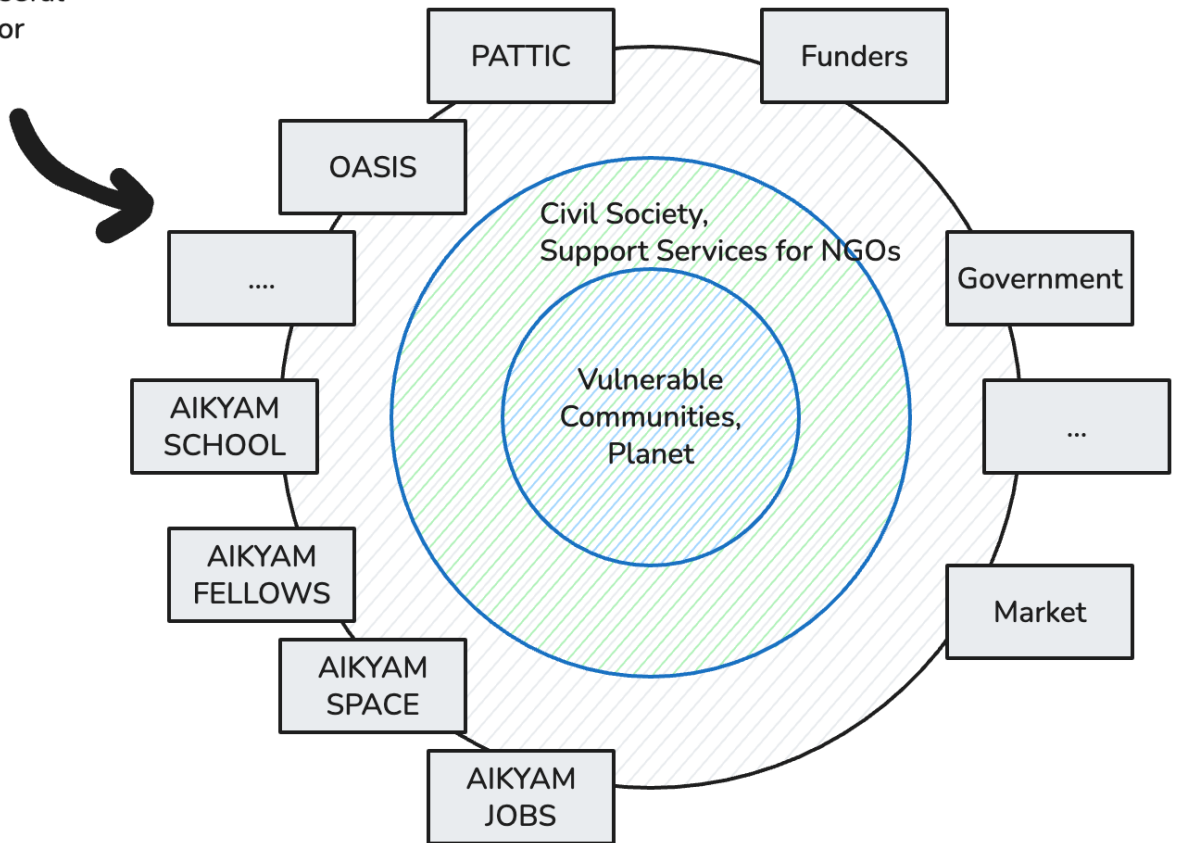 or
PATTIC
Funders
OASIS
Civil Society,
Support Services for NGOs
....
Government
Vulnerable
Communities,
Planet
AIKYAM
SCHOOL
...
AIKYAM
FELLOWS
Market
AIKYAM
SPACE
AIKYAM
JOBS